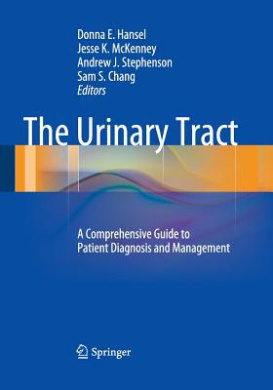 Donna E. Hansel
Jesse K. McKenney
Andrew J. Stephenson
Sam S. Chang
Editors
The Urinary Tract
A Comprehensive Guide to
Patient Diagnosis and Management
Springer